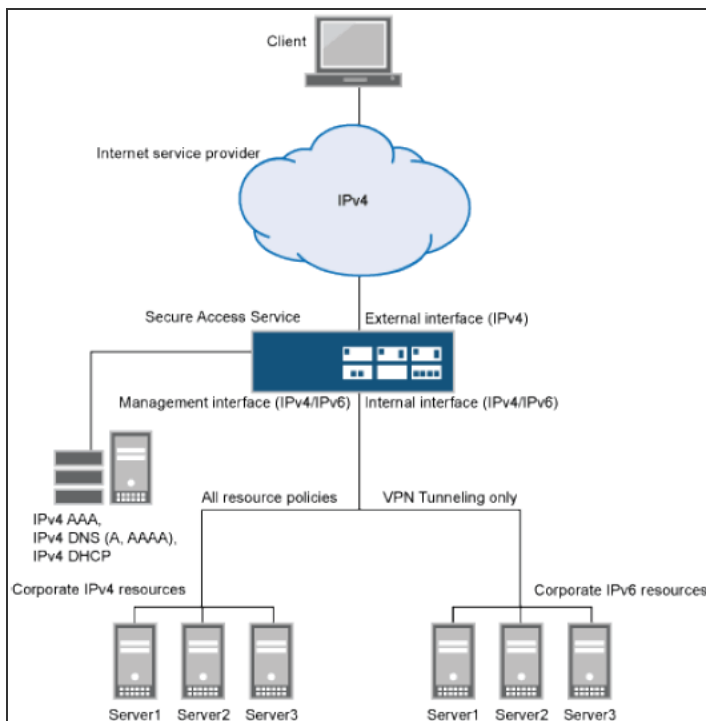 Client
Internet service provider
IPv4
Secure Access Service
External interface (IPv4)
Management interface (IPv4/IPv6)
Internal interface (IPv4/IPv6)
All resource policies
VPN Tunneling only
IPv4 AAA,
IPv4 DNS (A, AAAA),
IPv4 DHCP
Corporate IPv4 resources
Corporate IPv6 resources
Server1
Server2
Server3
Server1
Server2
Server3